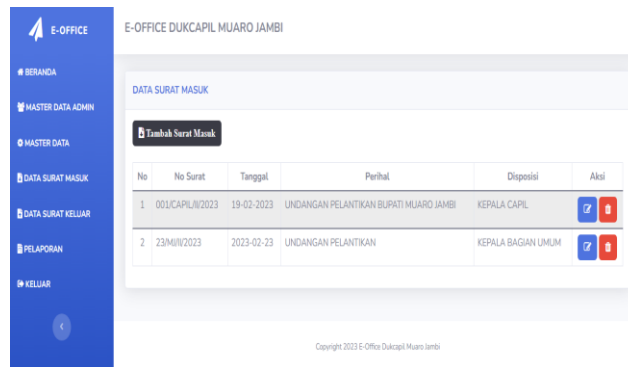 E-OFFICE
BERANDA
MASTER DATA ADMIN
MASTER DATA
DATA SURAT MASUK
DATA SURAT KELUAR
PELAPORAN
KELUAR
E-OFFICE DUKCAPIL MUARO JAMBI
DATA SURAT MASUK
Tambah Surat Masuk
No No Surat Tanggal Perihal Disposisi Aksi
1 001/CAPIL/II/2023 19-02-2023 UNDANGAN PELANTIKAN BUPATI MUARO JAMBI KEPALA CAPIL
2 23/MI/II/2023 2023-02-23 UNDANGAN PELANTIKAN KEPALA BAGIAN UMUM
Copyright 2023 E-Office Dukcapil Muaro Jambi